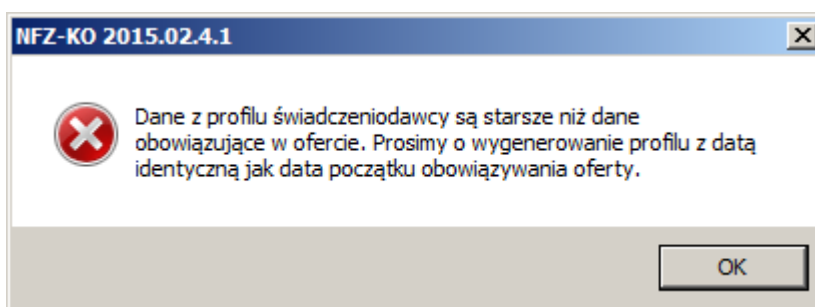 NFZ-KO 2015.02.4.1
Dane z profilu świadczeniodawcy są starsze niż dane
obowiązujące w ofercie. Prosimy o wygenerowanie profilu z datą
identyczną jak data początku obowiązywania oferty.
OK